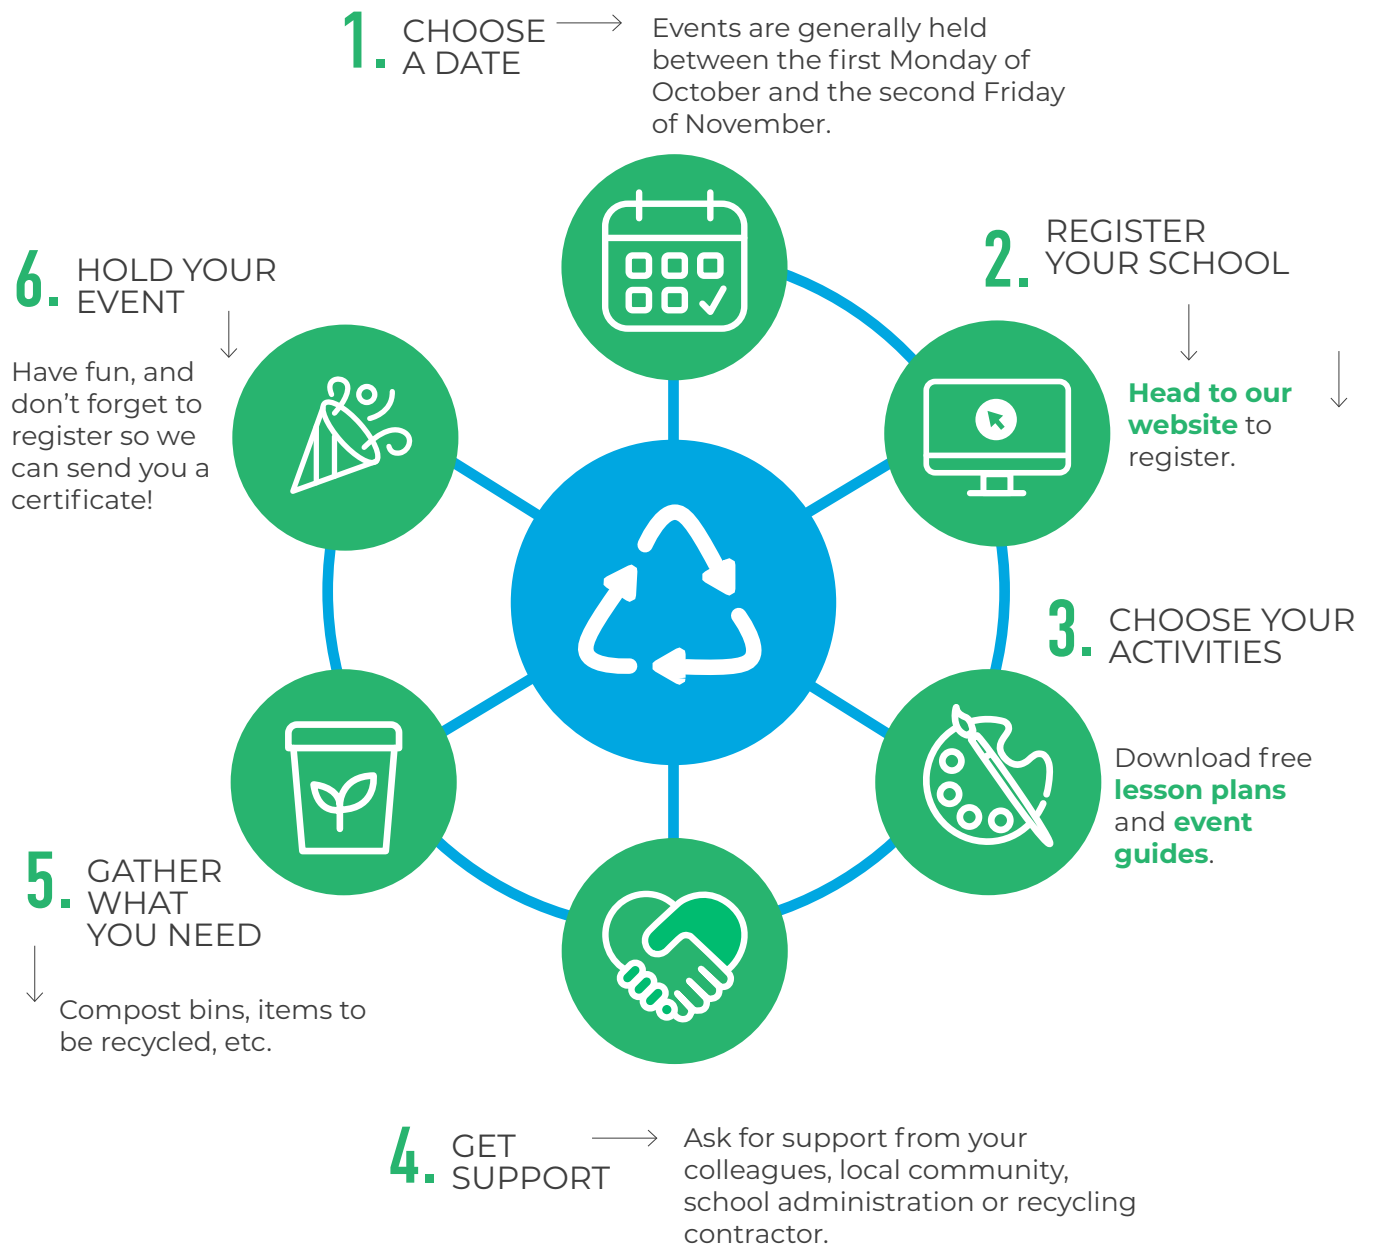 1. CHOOSE
A DATE
Events are generally held
between the first Monday of
October and the second Friday
of November.
2. REGISTER
YOUR SCHOOL
Head to our
website to
register.
3. CHOOSE YOUR
ACTIVITIES
Download free
lesson plans
and event
guides.
4. GET
SUPPORT
Ask for support from your
colleagues, local community,
school administration or recycling
contractor.
5. GATHER
WHAT
YOU NEED
Compost bins, items to
be recycled, etc.
6. HOLD YOUR
EVENT
Have fun, and
don’t forget to
register so we
can send you a
certificate!